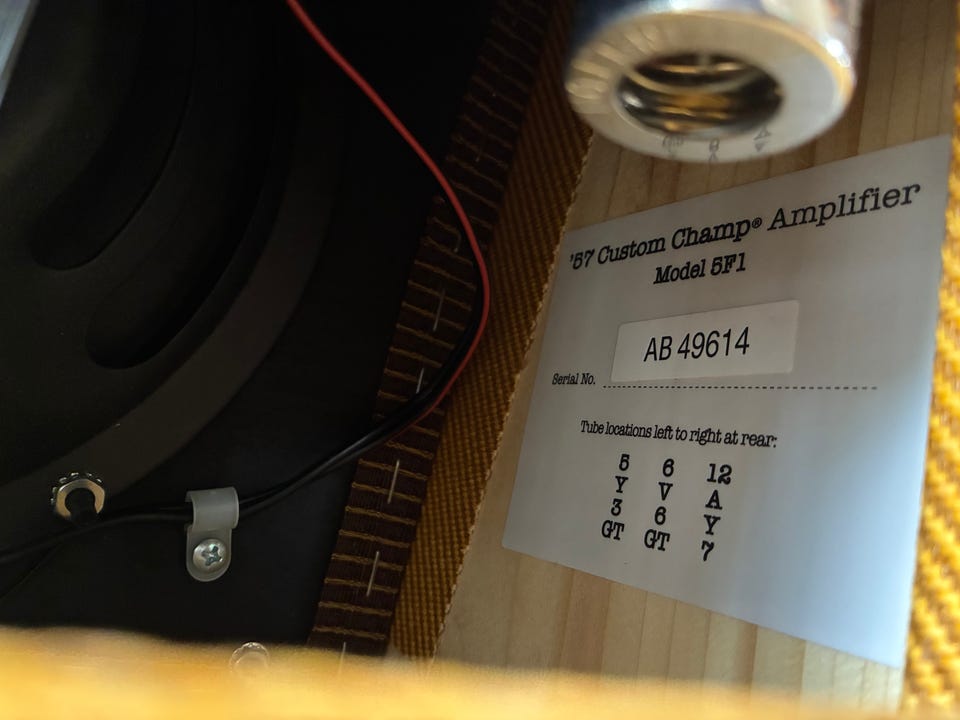 '57 Custom Champ® Amplifier
Model 5F1
AB 49614
Serial No.
Tube locations left to right at rear:
5 6 12
Y V A
3 6 Y
GT GT 7